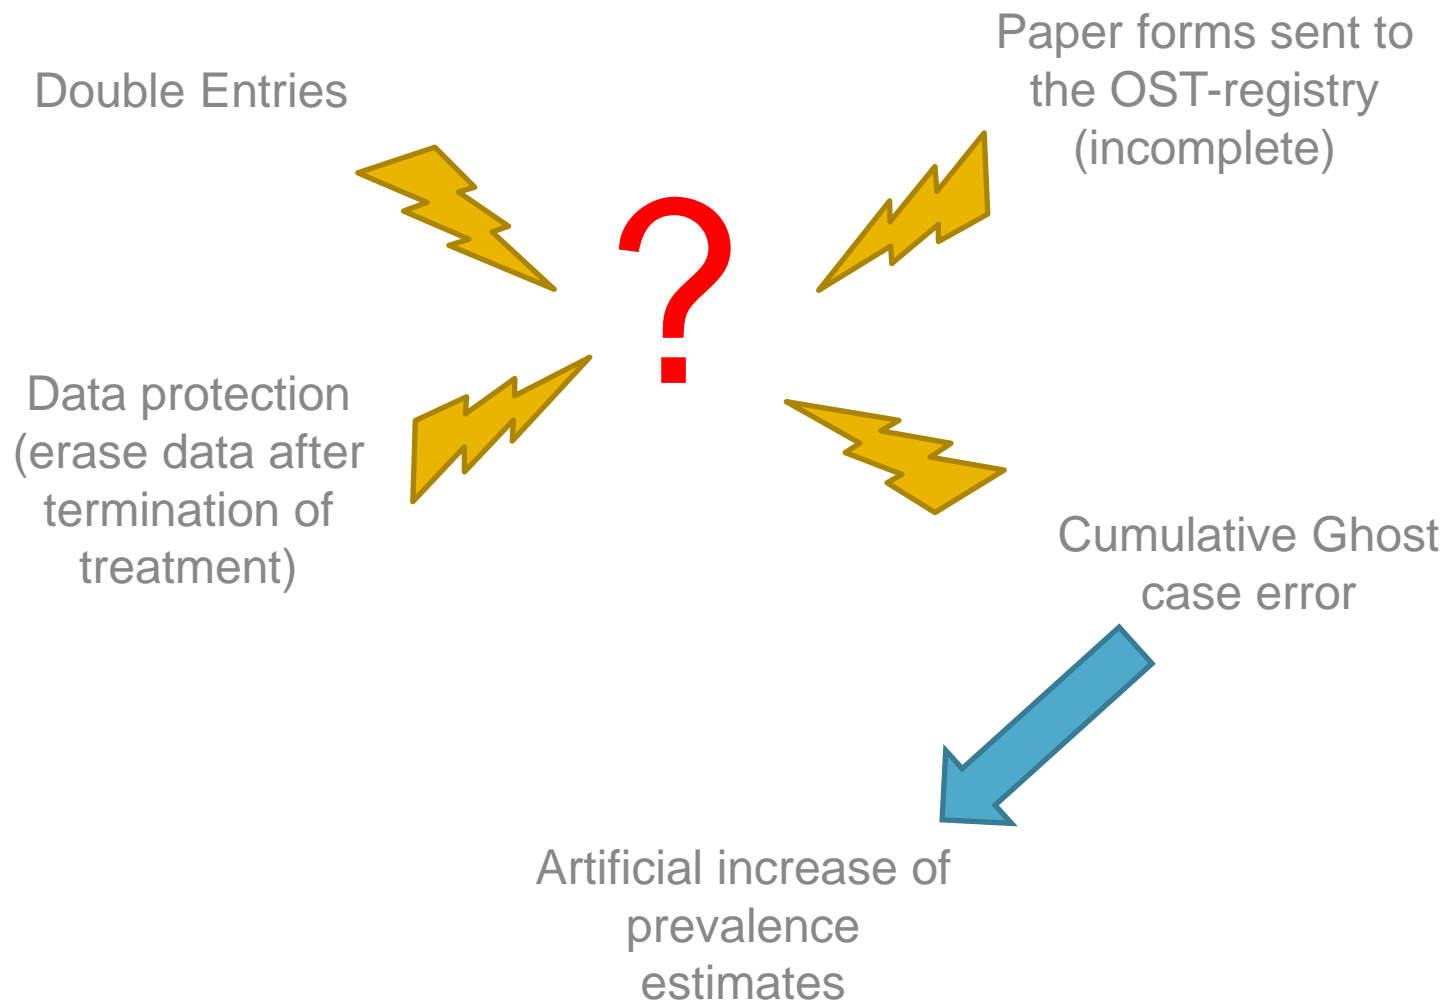 Double Entries
Paper forms sent to
the OST-registry
(incomplete)
?
Data protection
(erase data after
termination of
treatment)
Cumulative Ghost
case error
Artificial increase of
prevalence
estimates